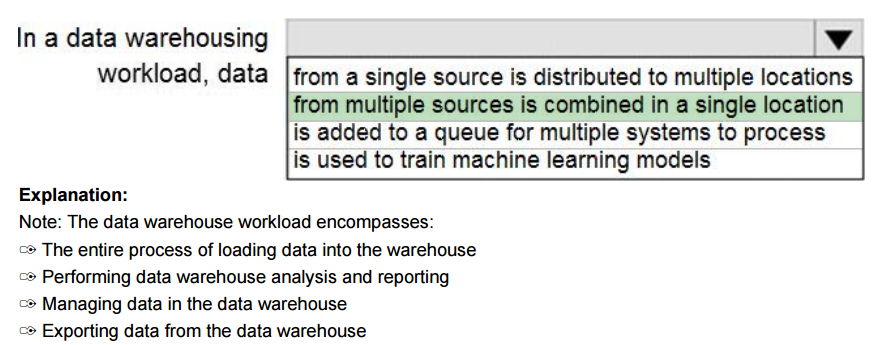 In a data warehousing
workload, data
from a single source is distributed to multiple locations
from multiple sources is combined in a single location
is added to a queue for multiple systems to process
is used to train machine learning models
Explanation:
Note: The data warehouse workload encompasses:
The entire process of loading data into the warehouse
Performing data warehouse analysis and reporting
Managing data in the data warehouse
Exporting data from the data warehouse